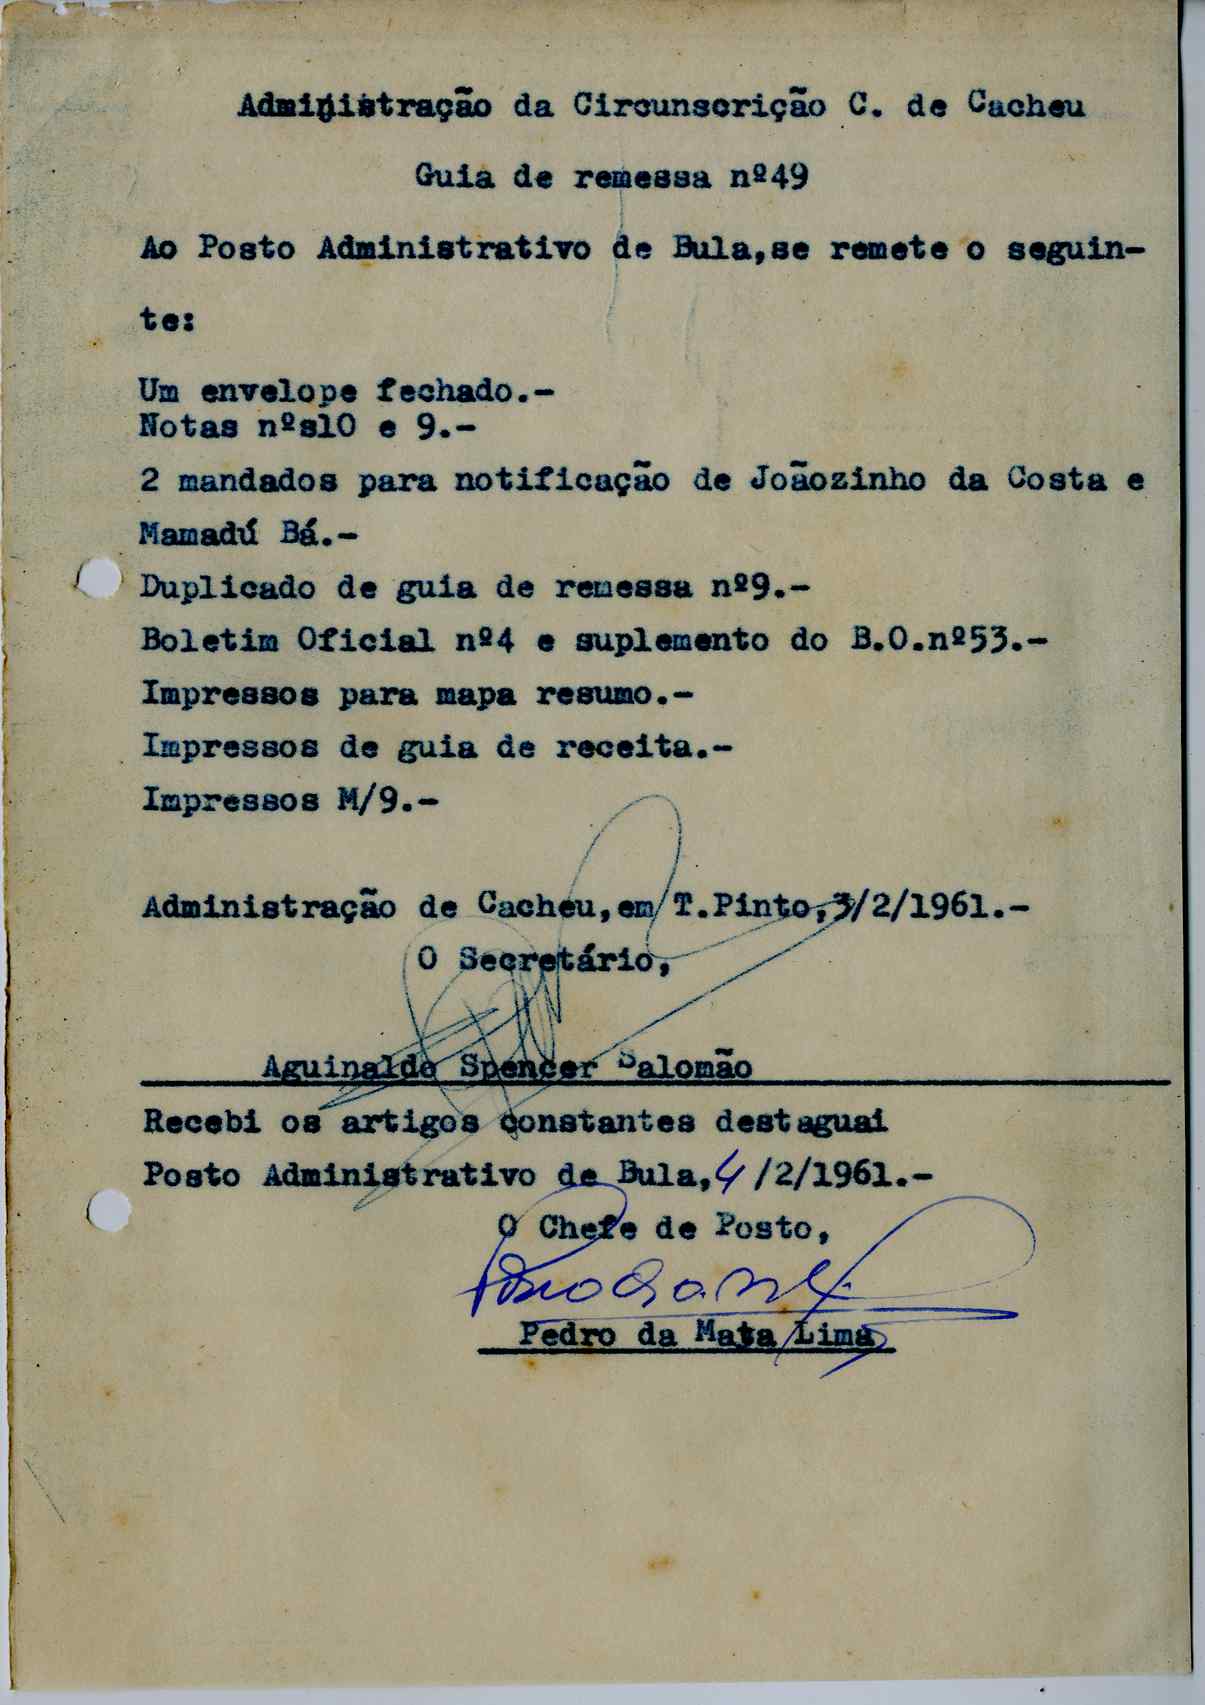 Administração da Circunscrição C. de Cacheu
Guia de remessa nº49
Ao Posto Administrativo de Bula,se remete o seguin-
te:
Um envelope fechado.-
Notas nºs10 e 9.-
2 mandados para notificação de Joãozinho da Costa e
Mamadú Bá.-
Duplicado de guia de remessa nº9.-
Boletim Oficial nº4 e suplemento do B.O.nº53.-
Impressos para mapa resumo.-
Impressos de guia de receita.-
Impressos M/9.-
Administração de Cacheu,em T.Pinto,3/2/1961.-
O Secretário,
Aguinaldo Spencer Salomão
Recebi os artigos constantes destaguai
Posto Administrativo de Bula,4/2/1961.-
O Chefe de Posto,
Pedro da Mata Lima